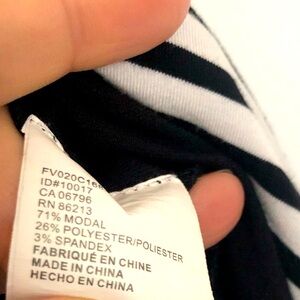 FV020C168
ID#10017
CA 06796
RN 86213
71% MODAL
26% POLYESTER/POLIESTER
3% SPANDEX
FABRIQUÉ EN CHINE
MADE IN CHINA
HECHO EN CHINA